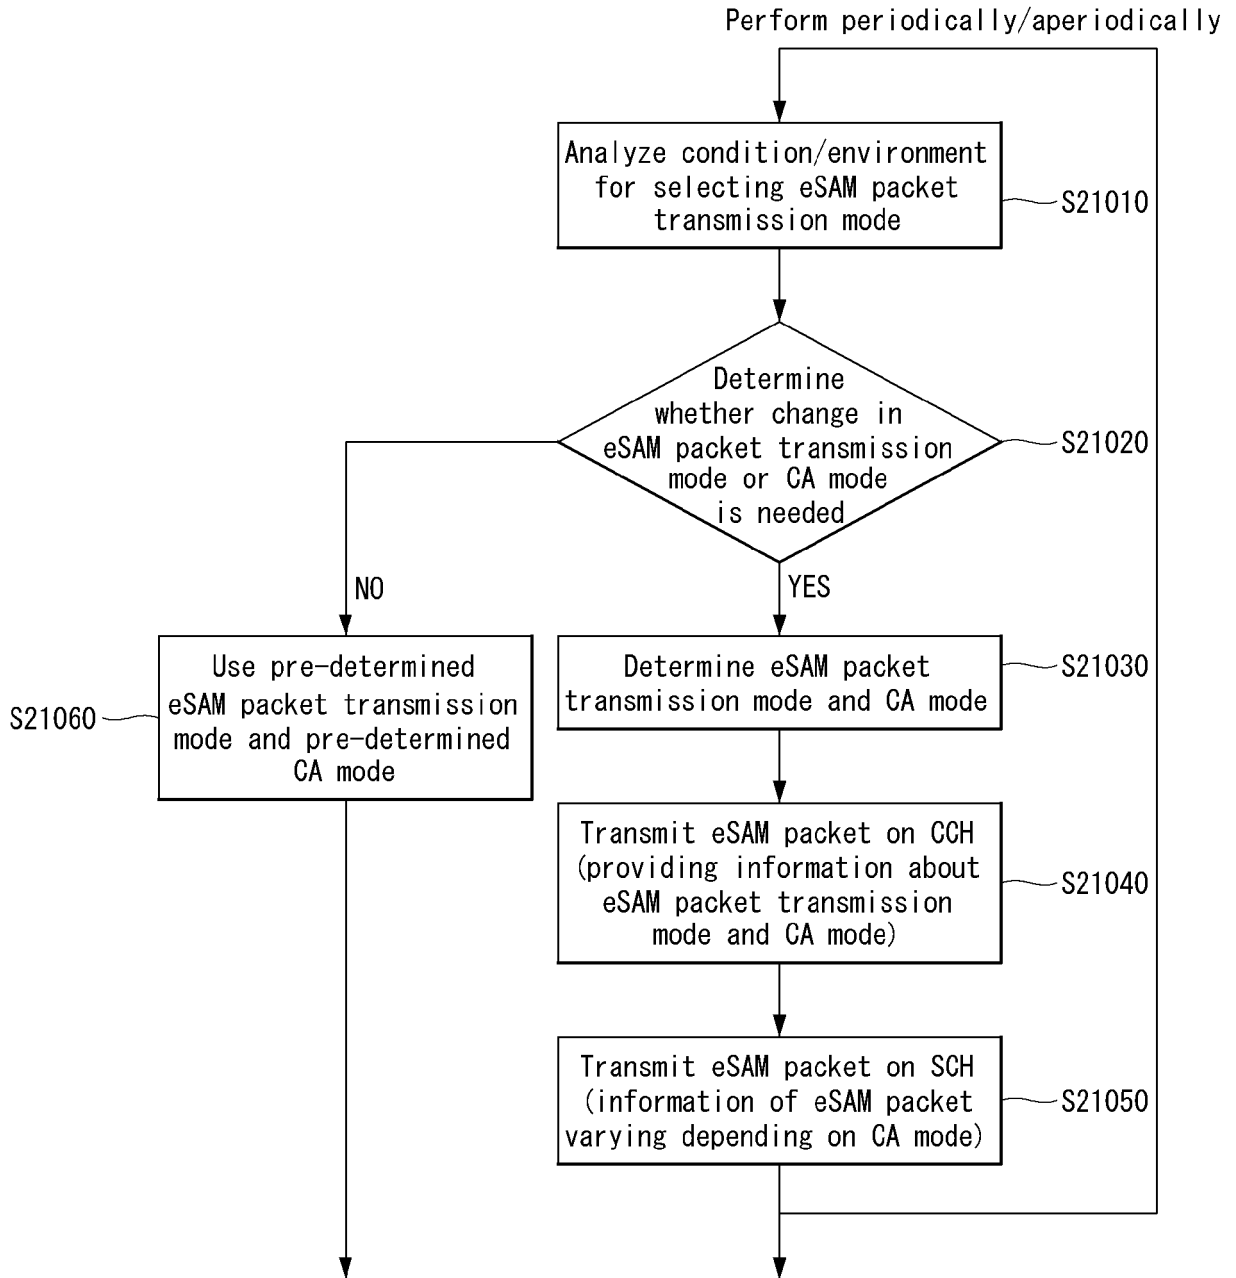 Perform periodically/aperiodically
Analyze condition/environment
for selecting eSAM packet
transmission mode
S21010
Determine
whether change in
eSAM packet transmission
mode or CA mode
is needed
S21020
NO
YES
Use pre-determined
eSAM packet transmission
mode and pre-determined
CA mode
S21060
Determine eSAM packet
transmission mode and CA mode
S21030
Transmit eSAM packet on CCH
(providing information about
eSAM packet transmission
mode and CA mode)
S21040
Transmit eSAM packet on SCH
(information of eSAM packet
varying depending on CA mode)
S21050